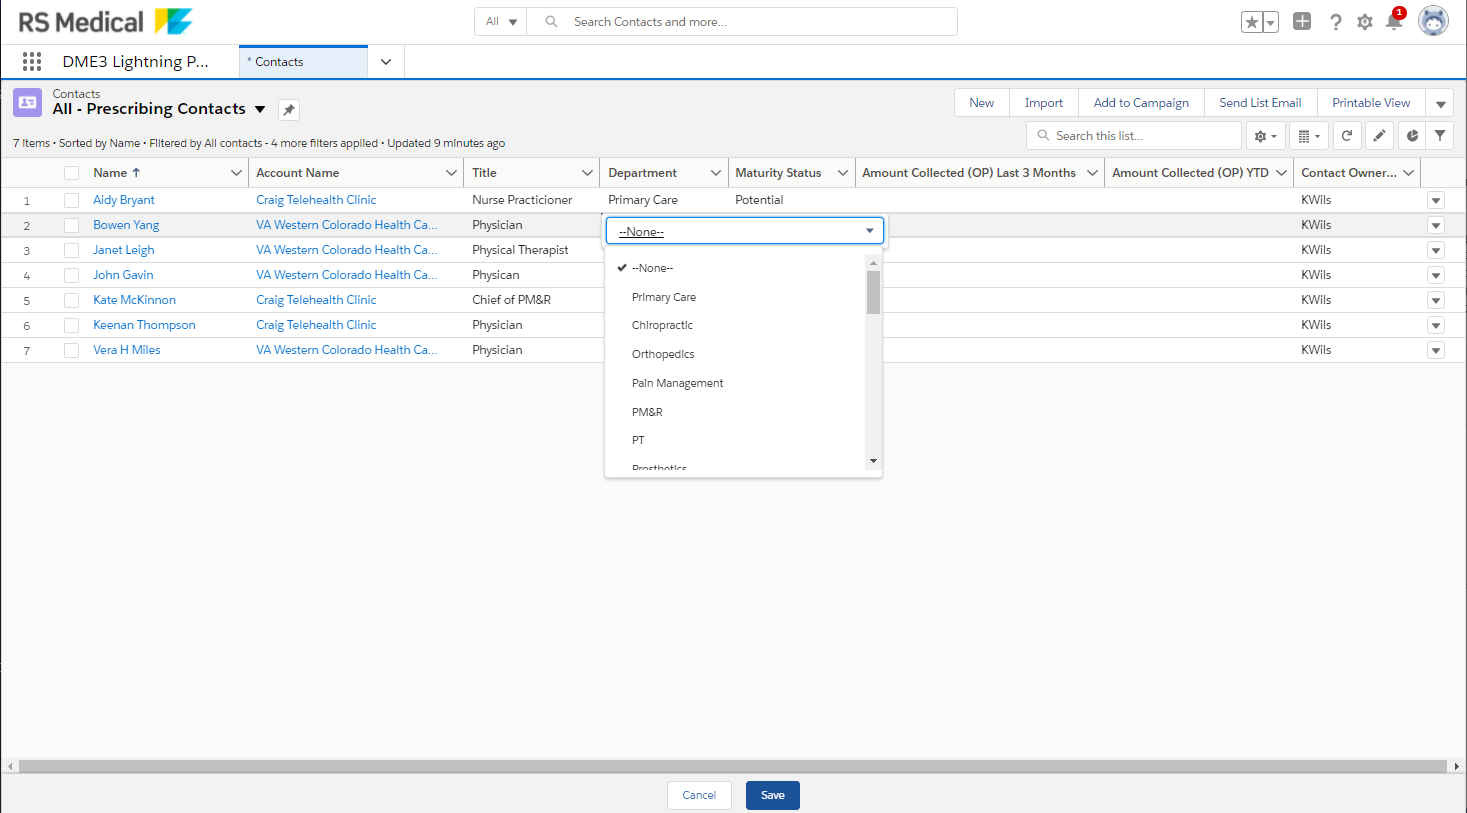 RS Medical
All
Search Contacts and more...
1
DME3 Lightning P...
* Contacts
Contacts
All - Prescribing Contacts
New
Import
Add to Campaign
Send List Email
Printable View
7 items • Sorted by Name • Filtered by All contacts - 4 more filters applied • Updated 9 minutes ago
Search this list...
Name Account Name Title Department Maturity Status Amount Collected (OP) Last 3 Months Amount Collected (OP) YTD Contact Owner...
1 Aidy Bryant Craig Telehealth Clinic Nurse Practicioner Primary Care Potential KWils
2 Bowen Yang VA Western Colorado Health Ca... Physician KWils
3 Janet Leigh VA Western Colorado Health Ca... Physical Therapist KWils
4 John Gavin VA Western Colorado Health Ca... Physican KWils
5 Kate McKinnon Craig Telehealth Clinic Chief of PM&R KWils
6 Keenan Thompson Craig Telehealth Clinic Physician KWils
7 Vera H Miles VA Western Colorado Health Ca... Physician KWils
--None--
--None--
Primary Care
Chiropractic
Orthopedics
Pain Management
PM&R
PT
Prosthetics
Cancel
Save